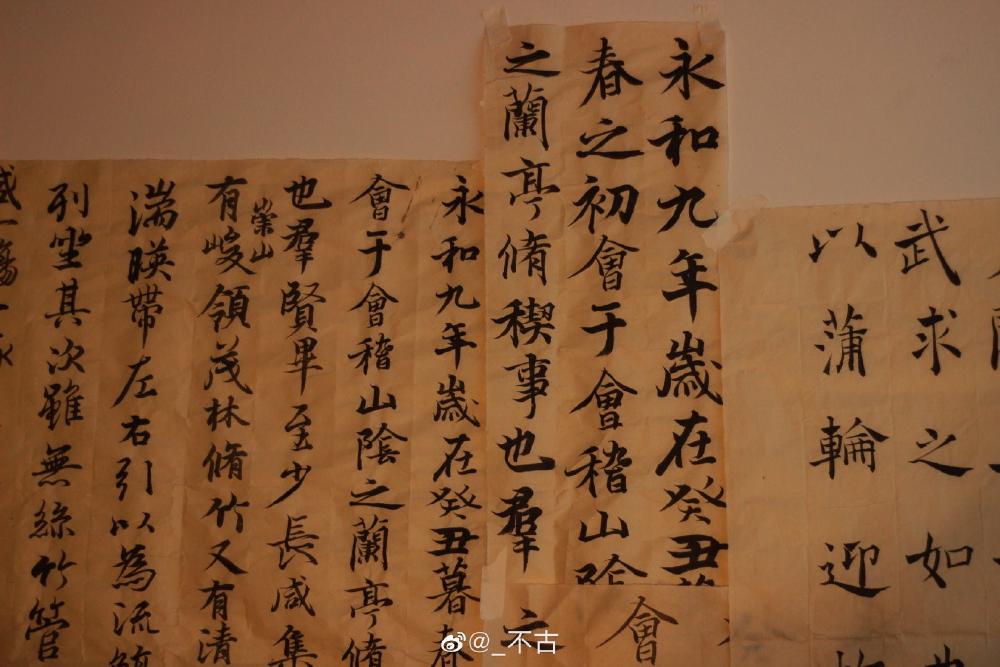 武求之如
以蒲輪迎
永和九年歲在癸丑
春之初會于會稽山陰
之蘭亭脩稧事也羣
會
之
永和九年歲在癸丑暮春
會于會稽山陰之蘭亭脩
也羣賢畢至少長咸集
有崇山峻領茂林脩竹又有清
湍暎帶左右引以為流
列坐其次雖無絲竹管
盛一觴一詠
@_不古